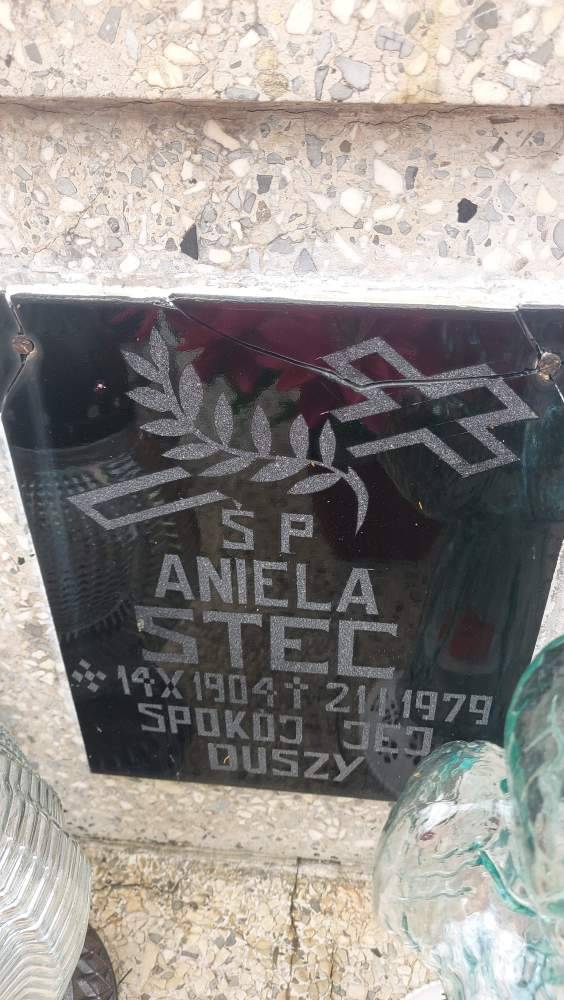 Ś P
ANIELA
STEC
14 X 1904 † 21 I 1979
SPOKÓJ JEJ
DUSZY